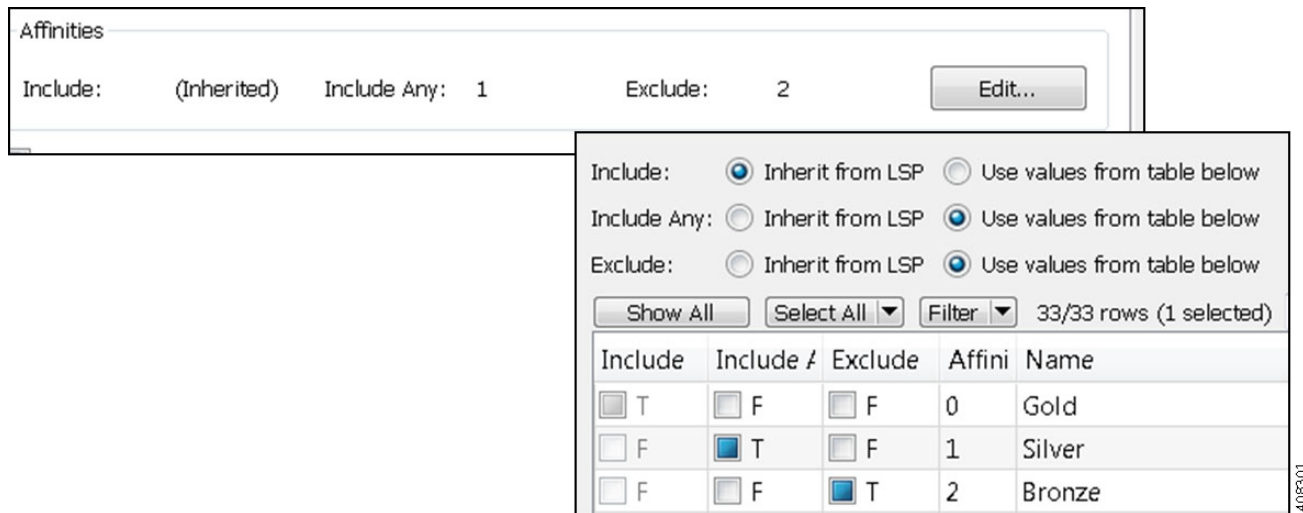 Affinities
Include: (Inherited) Include Any: 1 Exclude: 2 Edit...
Include: Inherit from LSP Use values from table below
Include Any: Inherit from LSP Use values from table below
Exclude: Inherit from LSP Use values from table below
Show All Select All Filter 33/33 rows (1 selected)
Include Include A Exclude Affini Name
T F F 0 Gold
F T F 1 Silver
F F T 2 Bronze
408301